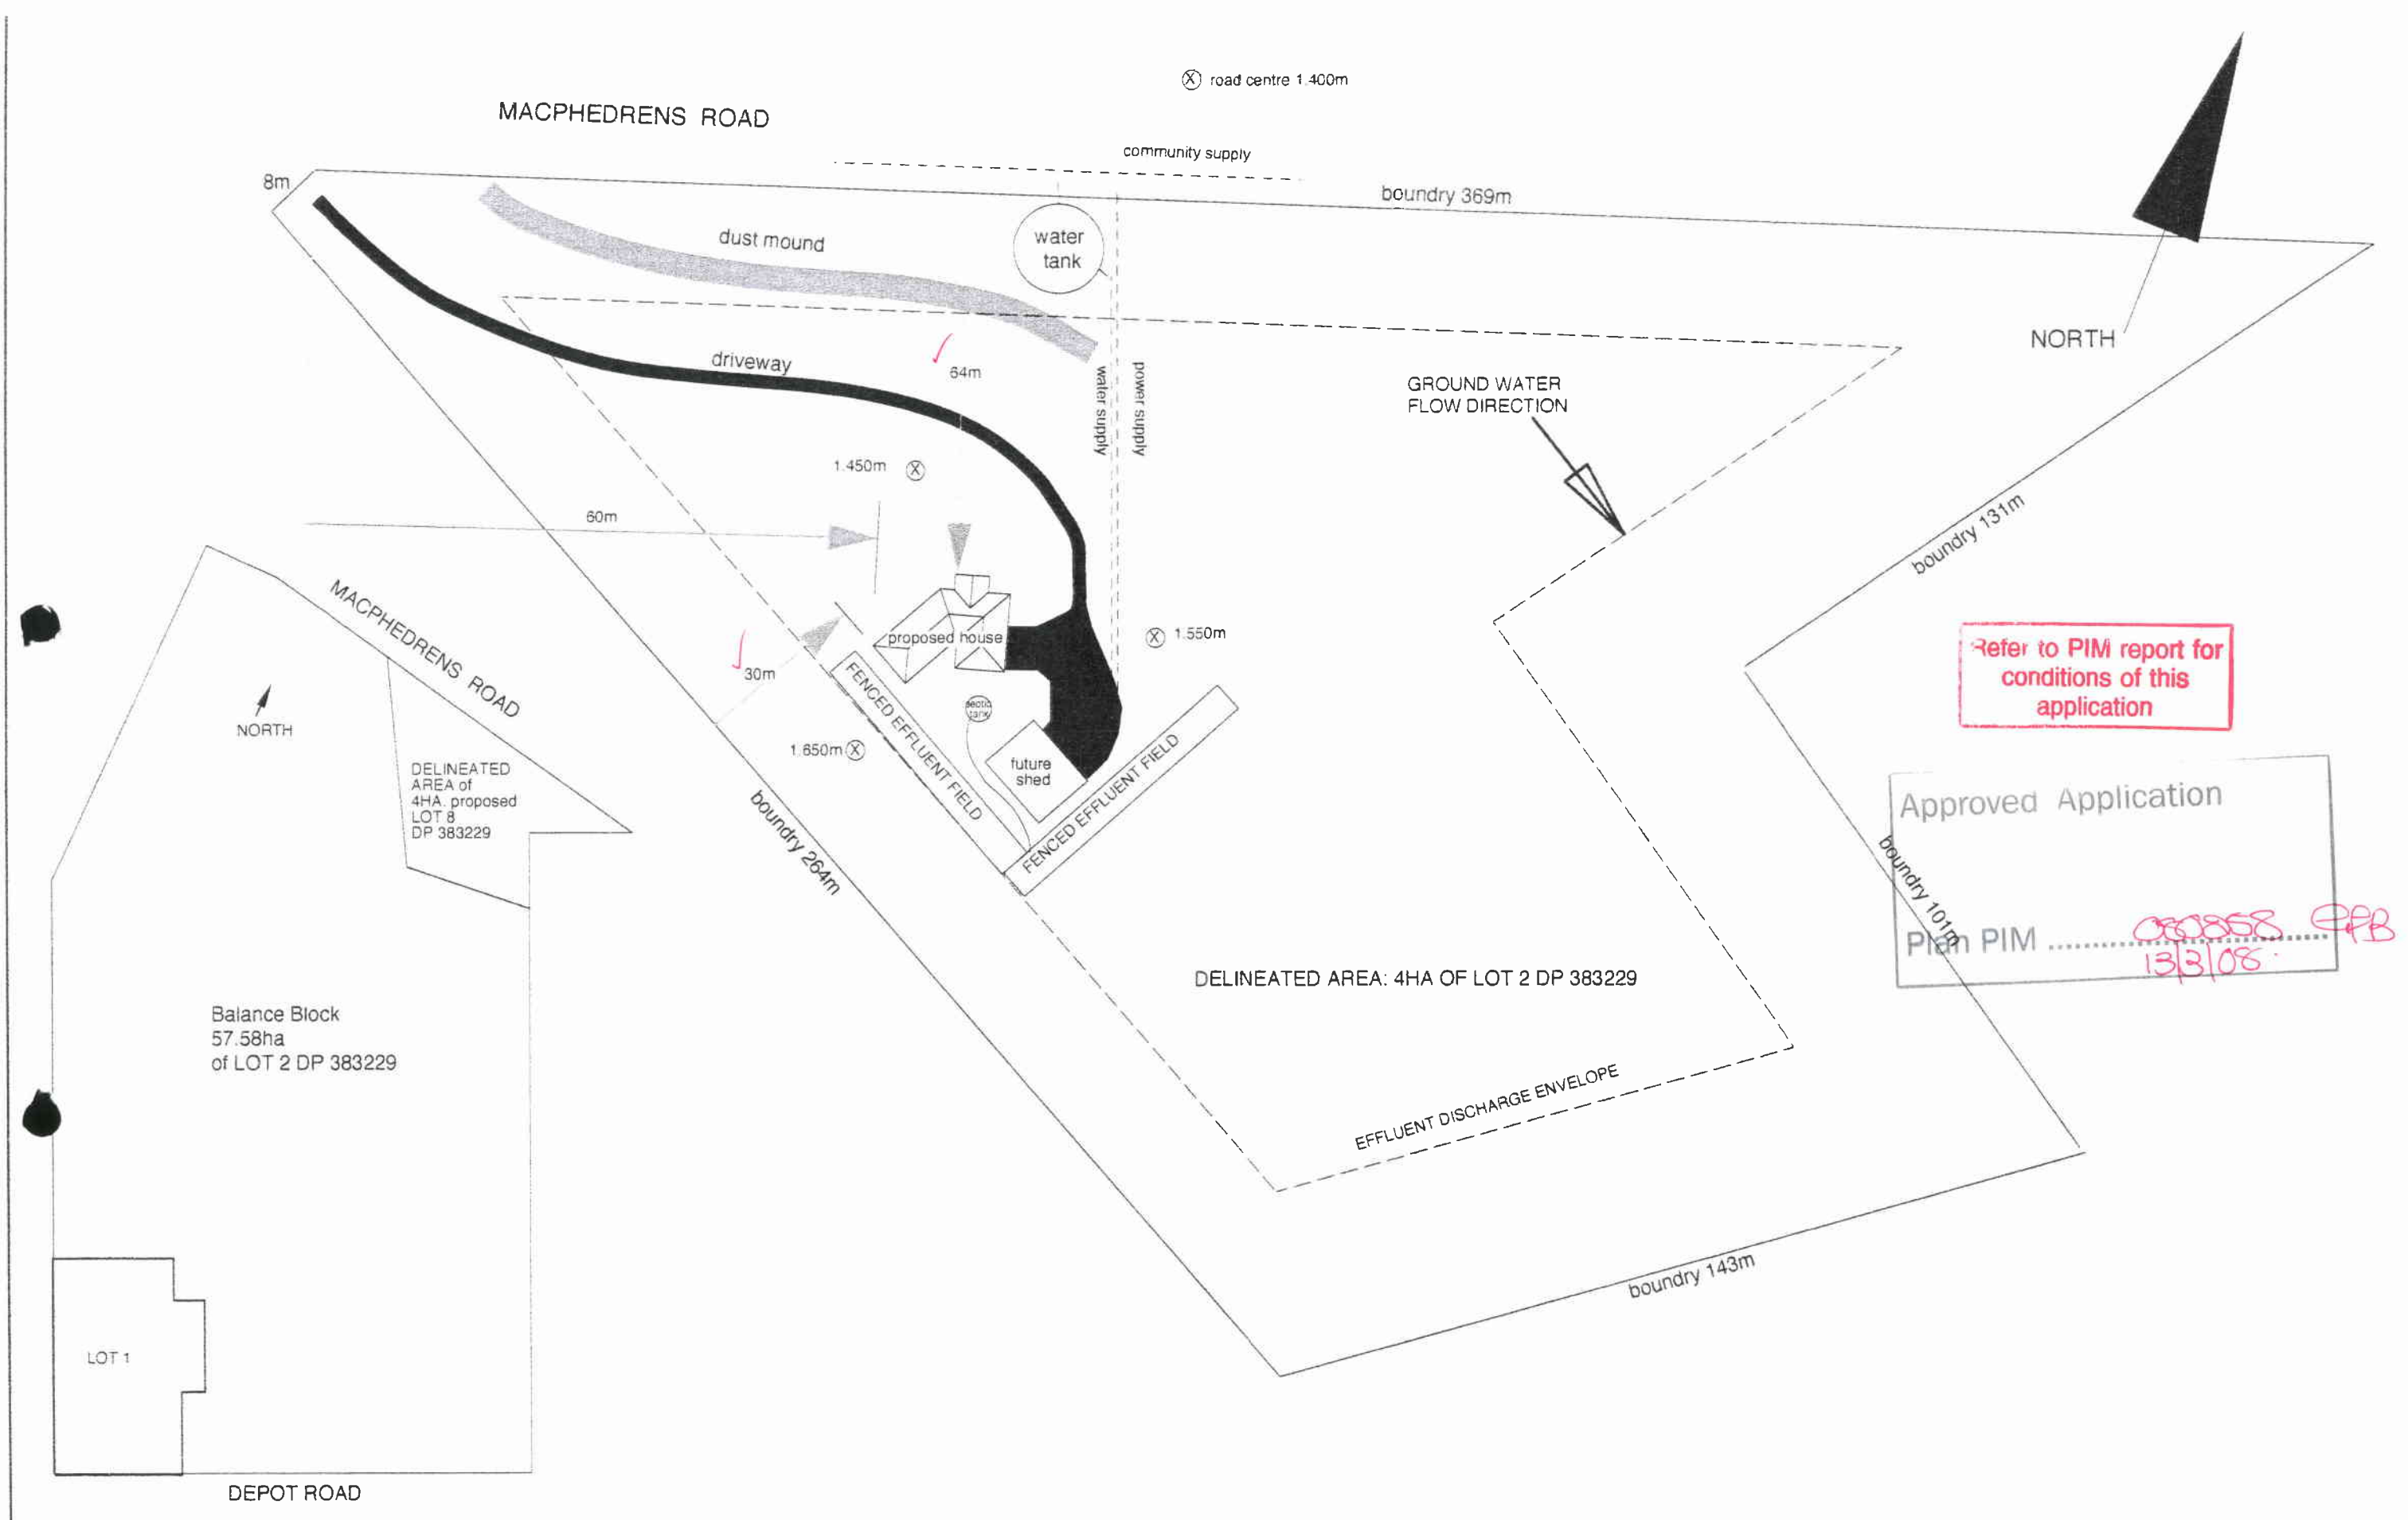 road centre 1.400m
MACPHEDRENS ROAD
community supply
8m
boundry 369m
dust mound
water
tank
NORTH
driveway
64m
water supply
power supply
GROUND WATER
FLOW DIRECTION
1.450m
60m
boundry 131m
proposed house
1.550m
30m
FENCED EFFLUENT FIELD
septic
tank
1.650m
future
shed
FENCED EFFLUENT FIELD
boundry 264m
Refer to PIM report for
conditions of this
application
Approved Application
Plan PIM
13/3/08
boundry 101m
DELINEATED AREA: 4HA OF LOT 2 DP 383229
EFFLUENT DISCHARGE ENVELOPE
boundry 143m
MACPHEDRENS ROAD
NORTH
DELINEATED
AREA of
4HA. proposed
LOT 8
DP 383229
Balance Block
57.58ha
of LOT 2 DP 383229
LOT 1
DEPOT ROAD